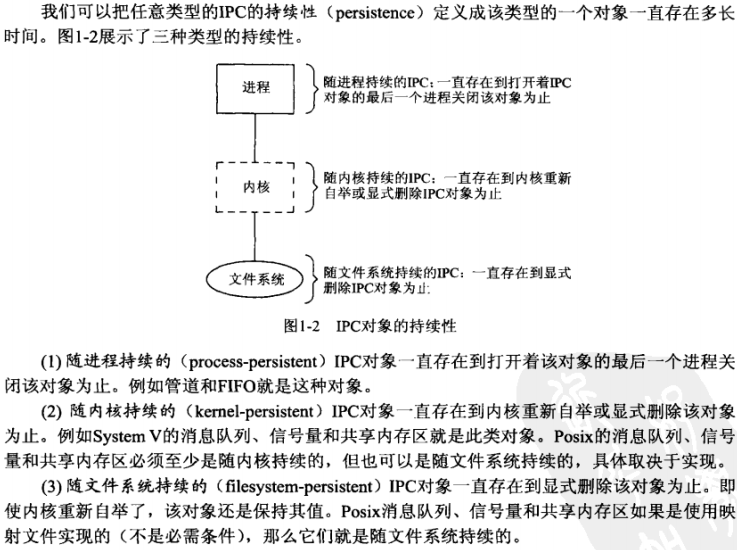 我们可以把任意类型的IPC的持续性（persistence）定义成该类型的一个对象一直存在多长
时间。图1-2展示了三种类型的持续性。
进程
随进程持续的IPC：一直存在到打开着IPC
对象的最后一个进程关闭该对象为止
内核
随内核持续的IPC：一直存在到内核重新
自举或显式删除IPC对象为止
文件系统
随文件系统持续的IPC：一直存在到显式
删除IPC对象为止
图1-2 IPC对象的持续性
(1) 随进程持续的（process-persistent）IPC对象一直存在到打开着该对象的最后一个进程关
闭该对象为止。例如管道和FIFO就是这种对象。
(2) 随内核持续的（kernel-persistent）IPC对象一直存在到内核重新自举或显式删除该对象
为止。例如System V的消息队列、信号量和共享内存区就是此类对象。Posix的消息队列、信号
量和共享内存区必须至少是随内核持续的，但也可以是随文件系统持续的，具体取决于实现。
(3) 随文件系统持续的（filesystem-persistent）IPC对象一直存在到显式删除该对象为止。即
使内核重新自举了，该对象还是保持其值。Posix消息队列、信号量和共享内存区如果是使用映
射文件实现的（不是必需条件），那么它们就是随文件系统持续的。